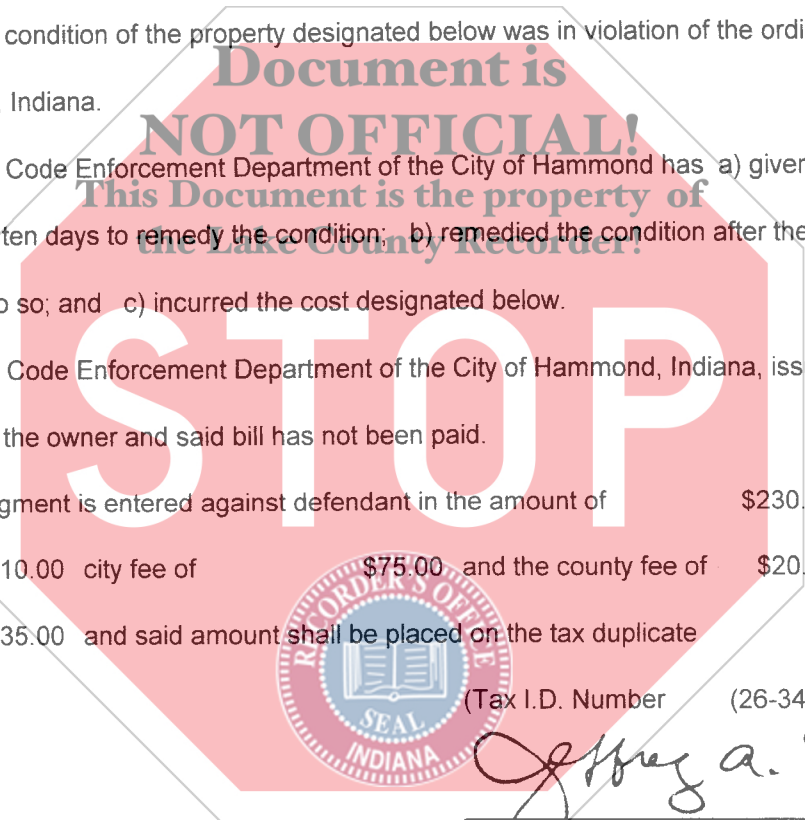 condition of the property designated below was in violation of the ordi
Document is
Indiana.
NOT OFFICIAL!
Code Enforcement Department of the City of Hammond has a) given
This Document is the property of
ten days to remedy the condition; b) remedied the condition after the
the Lake County Recorder!
o so; and c) incurred the cost designated below.
STOP
Code Enforcement Department of the City of Hammond, Indiana, iss
the owner and said bill has not been paid.
gment is entered against defendant in the amount of $230.
10.00 city fee of $75.00 and the county fee of $20.
35.00 and said amount shall be placed on the tax duplicate
RECORDER'S OFFICE
SEAL
INDIANA
(Tax I.D. Number (26-34
Jeffrey A.